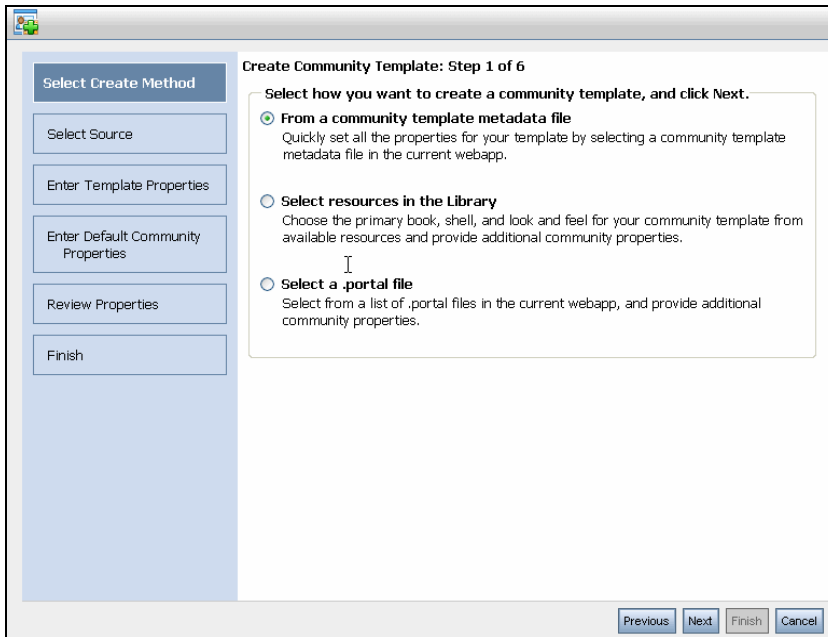 Select Create Method
Select Source
Enter Template Properties
Enter Default Community
Properties
Review Properties
Finish
Create Community Template: Step 1 of 6
Select how you want to create a community template, and click Next.
From a community template metadata file
Quickly set all the properties for your template by selecting a community template
metadata file in the current webapp.
Select resources in the Library
Choose the primary book, shell, and look and feel for your community template from
available resources and provide additional community properties.
Select a .portal file
Select from a list of .portal files in the current webapp, and provide additional
community properties.
Previous Next Finish Cancel